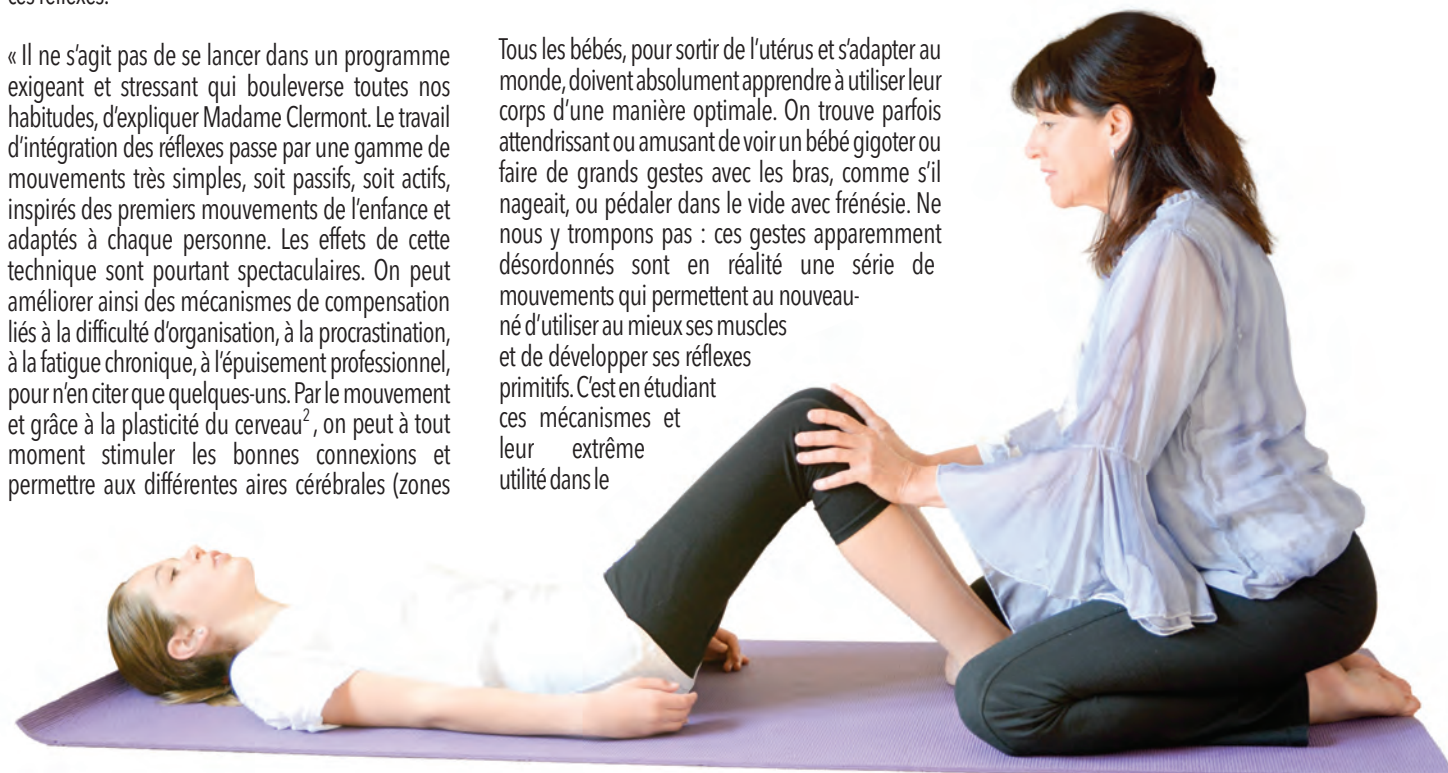 ces réflexes.
« Il ne s'agit pas de se lancer dans un programme
exigeant et stressant qui bouleverse toutes nos
habitudes, d'expliquer Madame Clermont. Le travail
d'intégration des réflexes passe par une gamme de
mouvements très simples, soit passifs, soit actifs,
inspirés des premiers mouvements de l'enfance et
adaptés à chaque personne. Les effets de cette
technique sont pourtant spectaculaires. On peut
améliorer ainsi des mécanismes de compensation
liés à la difficulté d'organisation, à la procrastination,
à la fatigue chronique, à l'épuisement professionnel,
pour n'en citer que quelques-uns. Par le mouvement
et grâce à la plasticité du cerveau², on peut à tout
moment stimuler les bonnes connexions et
permettre aux différentes aires cérébrales (zones
Tous les bébés, pour sortir de l'utérus et s'adapter au
monde, doivent absolument apprendre à utiliser leur
corps d'une manière optimale. On trouve parfois
attendrissant ou amusant de voir un bébé gigoter ou
faire de grands gestes avec les bras, comme s'il
nageait, ou pédaler dans le vide avec frénésie. Ne
nous y trompons pas : ces gestes apparemment
désordonnés sont en réalité une série de
mouvements qui permettent au nouveau-
né d'utiliser au mieux ses muscles
et de développer ses réflexes
primitifs. C'est en étudiant
ces mécanismes et
leur extrême
utilité dans le